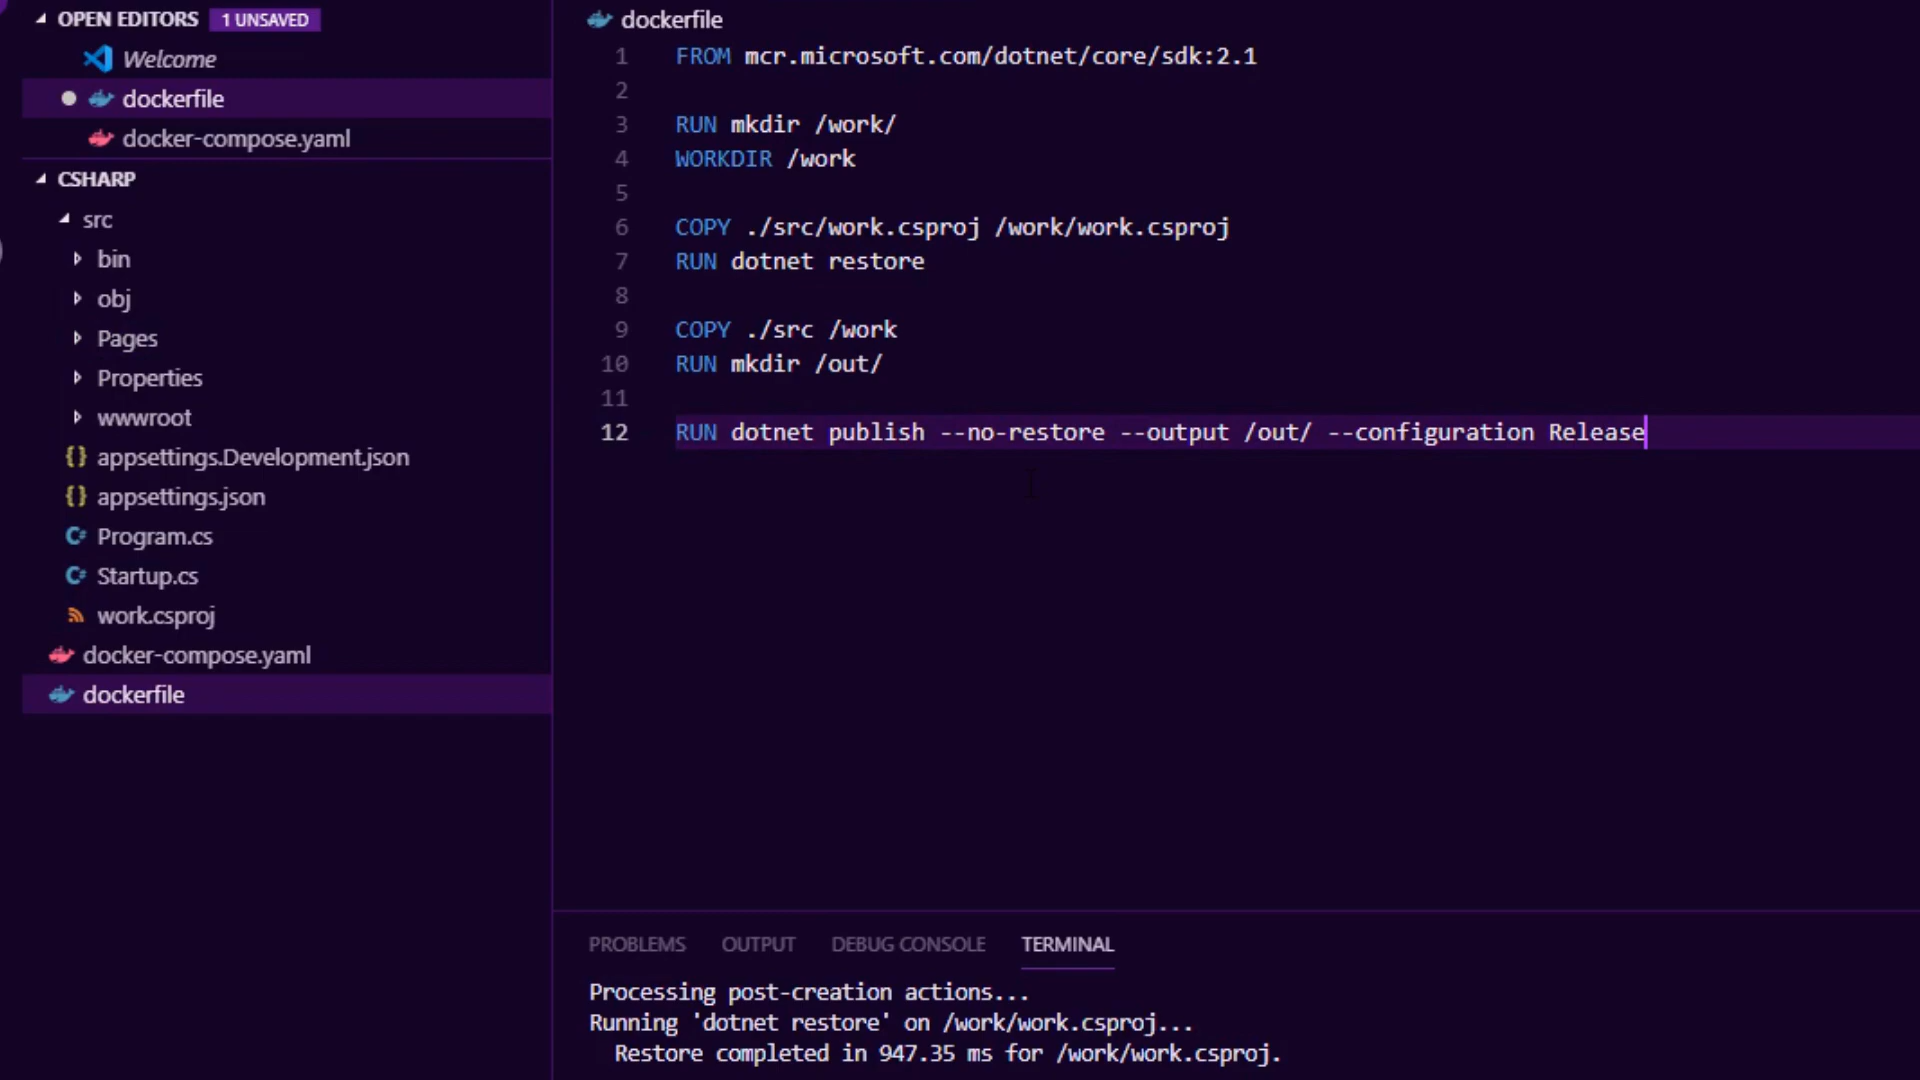 OPEN EDITORS 1 UNSAVED
Welcome
dockerfile
docker-compose.yaml
CSHARP
src
bin
obj
Pages
Properties
wwwroot
{} appsettings.Development.json
{} appsettings.json
C# Program.cs
C# Startup.cs
work.csproj
docker-compose.yaml
dockerfile
dockerfile
1 FROM mcr.microsoft.com/dotnet/core/sdk:2.1
2
3 RUN mkdir /work/
4 WORKDIR /work
5
6 COPY ./src/work.csproj /work/work.csproj
7 RUN dotnet restore
8
9 COPY ./src /work
10 RUN mkdir /out/
11
12 RUN dotnet publish --no-restore --output /out/ --configuration Release
PROBLEMS OUTPUT DEBUG CONSOLE TERMINAL
Processing post-creation actions...
Running 'dotnet restore' on /work/work.csproj...
Restore completed in 947.35 ms for /work/work.csproj.